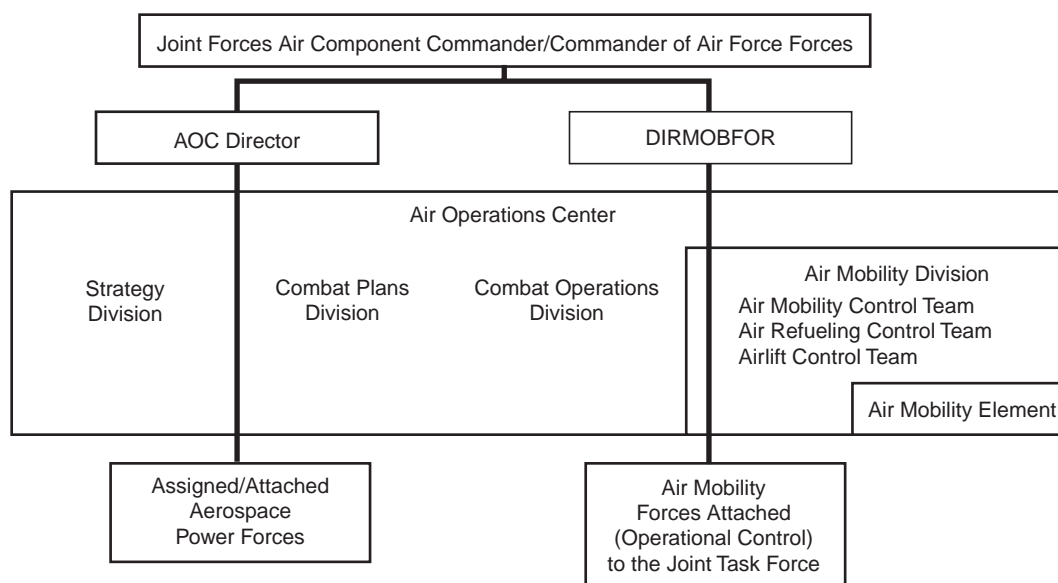 Joint Forces Air Component Commander/Commander of Air Force Forces
AOC Director
DIRMOBFOR
Air Operations Center
Strategy
Division
Combat Plans
Division
Combat Operations
Division
Air Mobility Division
Air Mobility Control Team
Air Refueling Control Team
Airlift Control Team
Air Mobility Element
Assigned/Attached
Aerospace
Power Forces
Air Mobility
Forces Attached
(Operational Control)
to the Joint Task Force